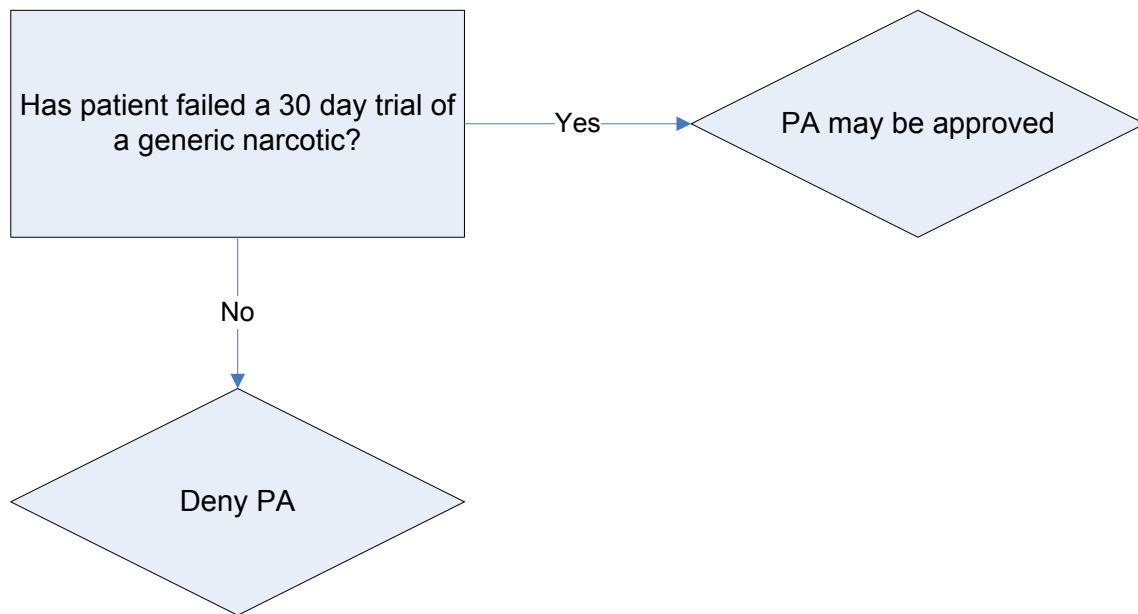 Has patient failed a 30 day trial of
a generic narcotic?
Yes
PA may be approved
No
Deny PA